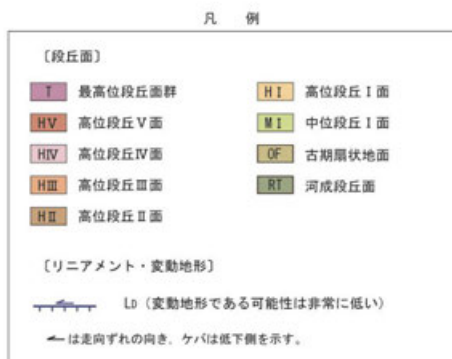 凡 例
〔段丘面〕
T 最高位段丘面群
HⅤ 高位段丘Ⅴ面
HⅣ 高位段丘Ⅳ面
HⅢ 高位段丘Ⅲ面
HⅡ 高位段丘Ⅱ面
HⅠ 高位段丘Ⅰ面
MⅠ 中位段丘Ⅰ面
OF 古期扇状地面
RT 河成段丘面
〔リニアメント・変動地形〕
LD（変動地形である可能性は非常に低い）
は走向ずれの向き、ケバは低下側を示す。